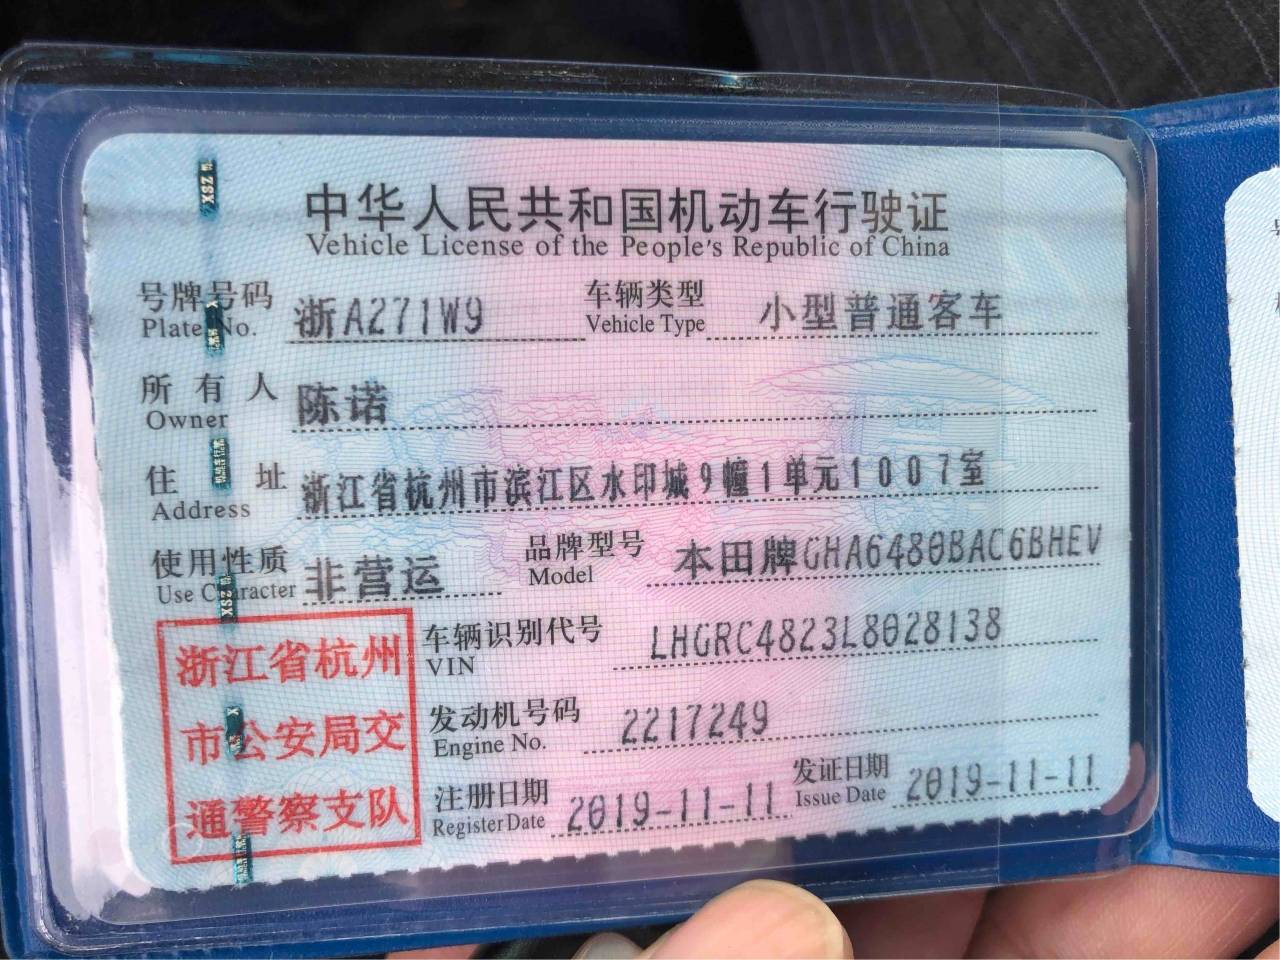 中华人民共和国机动车行驶证
Vehicle License of the People's Republic of China
号牌号码 浙A271W9 车辆类型 小型普通客车
Plate No. Vehicle Type
所有人 陈诺
Owner
住址 浙江省杭州市滨江区水印城9幢1单元1007室
Address
使用性质 非营运 品牌型号 本田牌GHA6480BAC6BHEV
Use Character Model
浙江省杭州
市公安局交
通警察支队
车辆识别代号 LHGRC4823L8028138
VIN
发动机号码 2217249
Engine No.
注册日期 2019-11-11 发证日期 2019-11-11
Register Date Issue Date